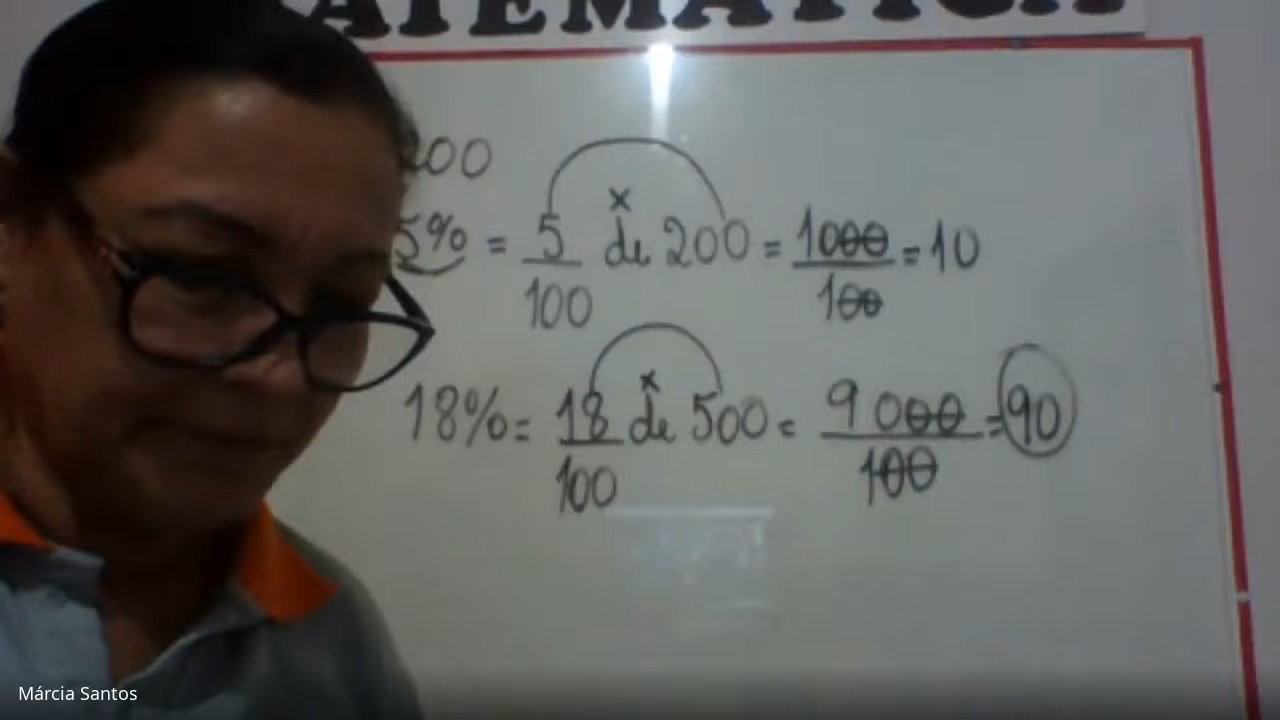 MATEMÁTICA
200
5% = 5/100 x de 200 = 1000/100 = 10
18% = 18/100 x de 500 = 9000/100 = 90
Márcia Santos